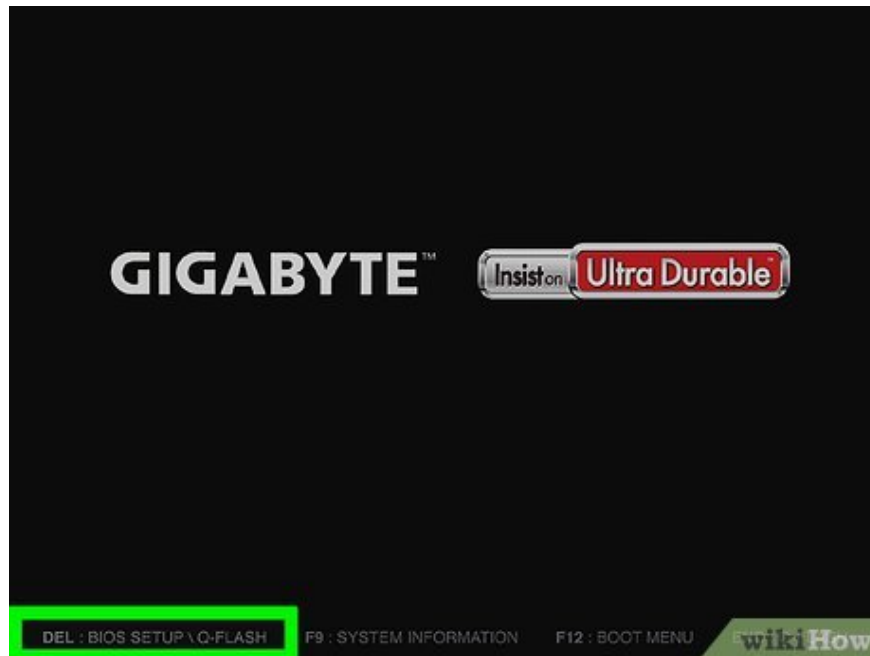 GIGABYTE™
Insist on Ultra Durable™
DEL : BIOS SETUP \ Q-FLASH F9 : SYSTEM INFORMATION F12 : BOOT MENU
wikiHow